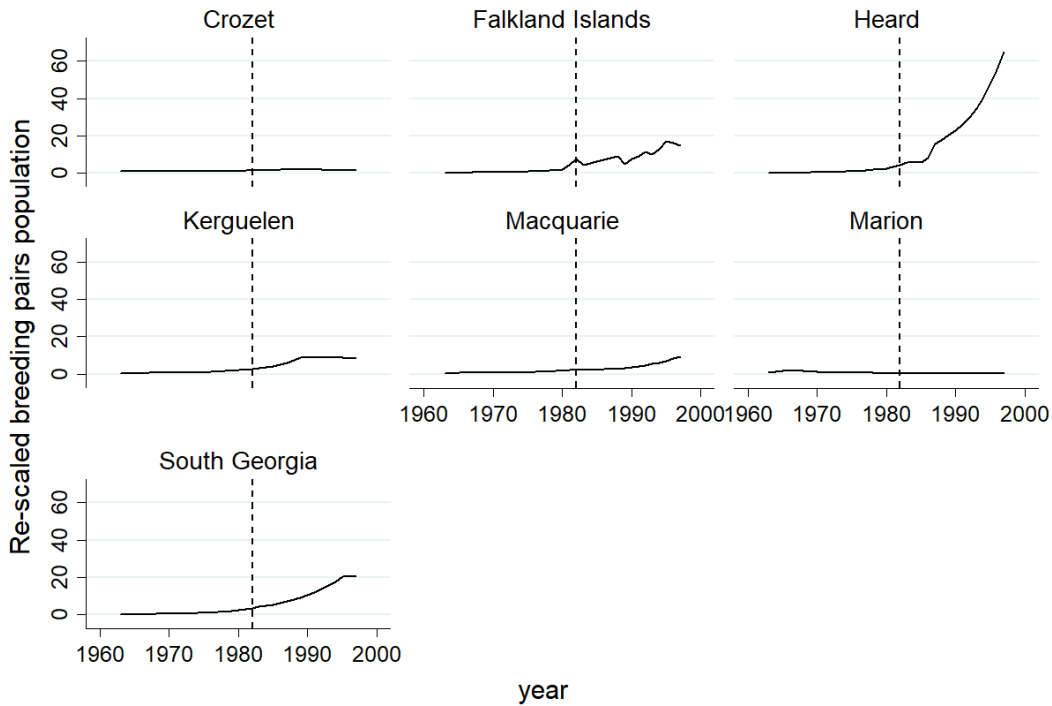 Crozet
Falkland Islands
Heard
0 20 40 60
Kerguelen
Macquarie
Marion
0 20 40 60
1960 1970 1980 1990 2000
1960 1970 1980 1990 2000
South Georgia
0 20 40 60
1960 1970 1980 1990 2000
Re-scaled breeding pairs population
year